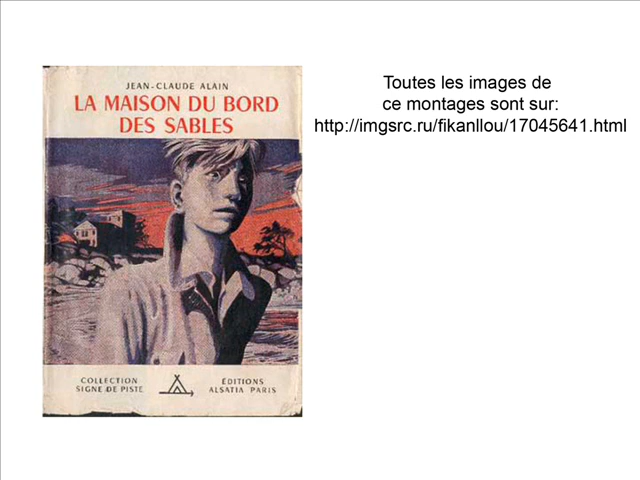 JEAN-CLAUDE ALAIN
LA MAISON DU BORD
DES SABLES
COLLECTION
SIGNE DE PISTE
ÉDITIONS
ALSATIA PARIS
Toutes les images de
ce montages sont sur:
http://imgsrc.ru/fikanllou/17045641.html